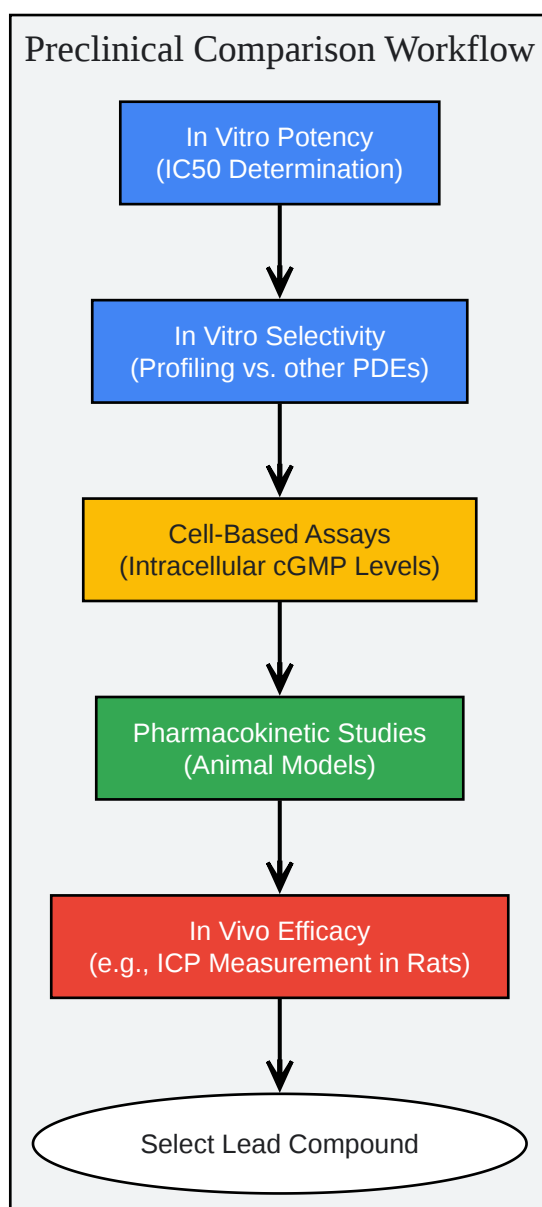 Preclinical Comparison Workflow
In Vitro Potency
(IC50 Determination)
In Vitro Selectivity
(Profiling vs. other PDEs)
Cell-Based Assays
(Intracellular cGMP Levels)
Pharmacokinetic Studies
(Animal Models)
In Vivo Efficacy
(e.g., ICP Measurement in Rats)
Select Lead Compound